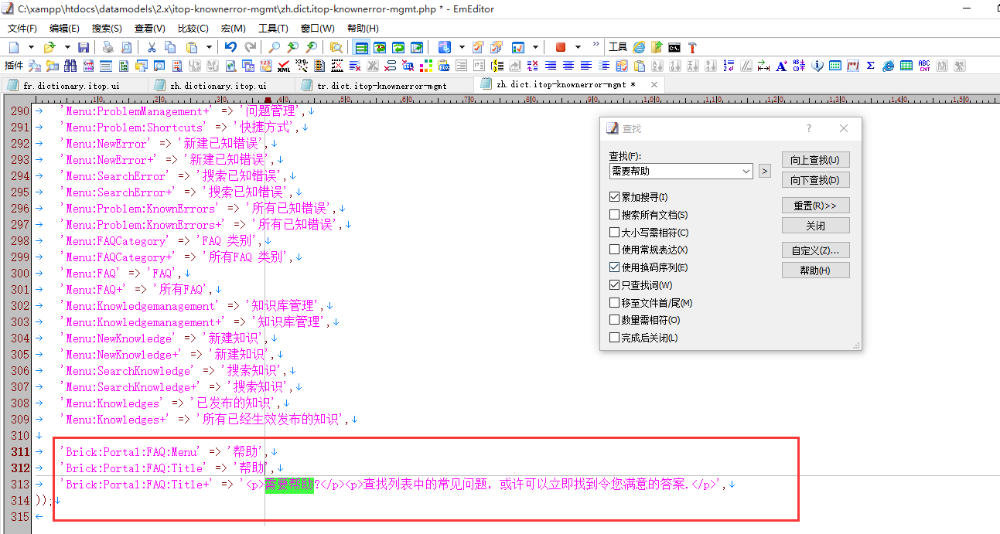 C:\xampp\htdocs\datamodels\2.x\itop-knownerror-mgmt\zh.dict.itop-knownerror-mgmt.php * - EmEditor
文件(F) 编辑(E) 搜索(S) 查看(V) 比较(C) 宏(M) 工具(T) 窗口(W) 帮助(H)
工具
插件
fr.dictionary.itop.ui zh.dictionary.itop.ui tr.dict.itop-knownerror-mgmt zh.dict.itop-knownerror-mgmt *
10 20 30 40 50 60 70 80 90 100 110 120 130 140 150
290 'Menu:ProblemManagement+' => '问题管理',
291 'Menu:Problem:Shortcuts' => '快捷方式',
292 'Menu:NewError' => '新建已知错误',
293 'Menu:NewError+' => '新建已知错误',
294 'Menu:SearchError' => '搜索已知错误',
295 'Menu:SearchError+' => '搜索已知错误',
296 'Menu:Problem:KnownErrors' => '所有已知错误',
297 'Menu:Problem:KnownErrors+' => '所有已知错误',
298 'Menu:FAQCategory' => 'FAQ 类别',
299 'Menu:FAQCategory+' => '所有FAQ 类别',
300 'Menu:FAQ' => 'FAQ',
301 'Menu:FAQ+' => '所有FAQ',
302 'Menu:Knowledgemanagement' => '知识库管理',
303 'Menu:Knowledgemanagement+' => '知识库管理',
304 'Menu:NewKnowledge' => '新建知识',
305 'Menu:NewKnowledge+' => '新建知识',
306 'Menu:SearchKnowledge' => '搜索知识',
307 'Menu:SearchKnowledge+' => '搜索知识',
308 'Menu:Knowledges' => '已发布的知识',
309 'Menu:Knowledges+' => '所有已经生效发布的知识',
310
311 'Brick:Portal:FAQ:Menu' => '帮助',
312 'Brick:Portal:FAQ:Title' => '帮助',
313 'Brick:Portal:FAQ:Title+' => '<p>需要帮助?</p><p>查找列表中的常见问题, 或许可以立即找到令您满意的答案.</p>',
314 ));
315
查找
查找(F):
需要帮助
>
累加搜寻(I)
搜索所有文档(S)
大小写需相符(C)
使用常规表达(X)
使用换码序列(E)
只查找词(W)
移至文件首/尾(M)
数量需相符(O)
完成后关闭(L)
向上查找(U)
向下查找(D)
重置(R)>>
关闭
自定义(Z)...
帮助(H)